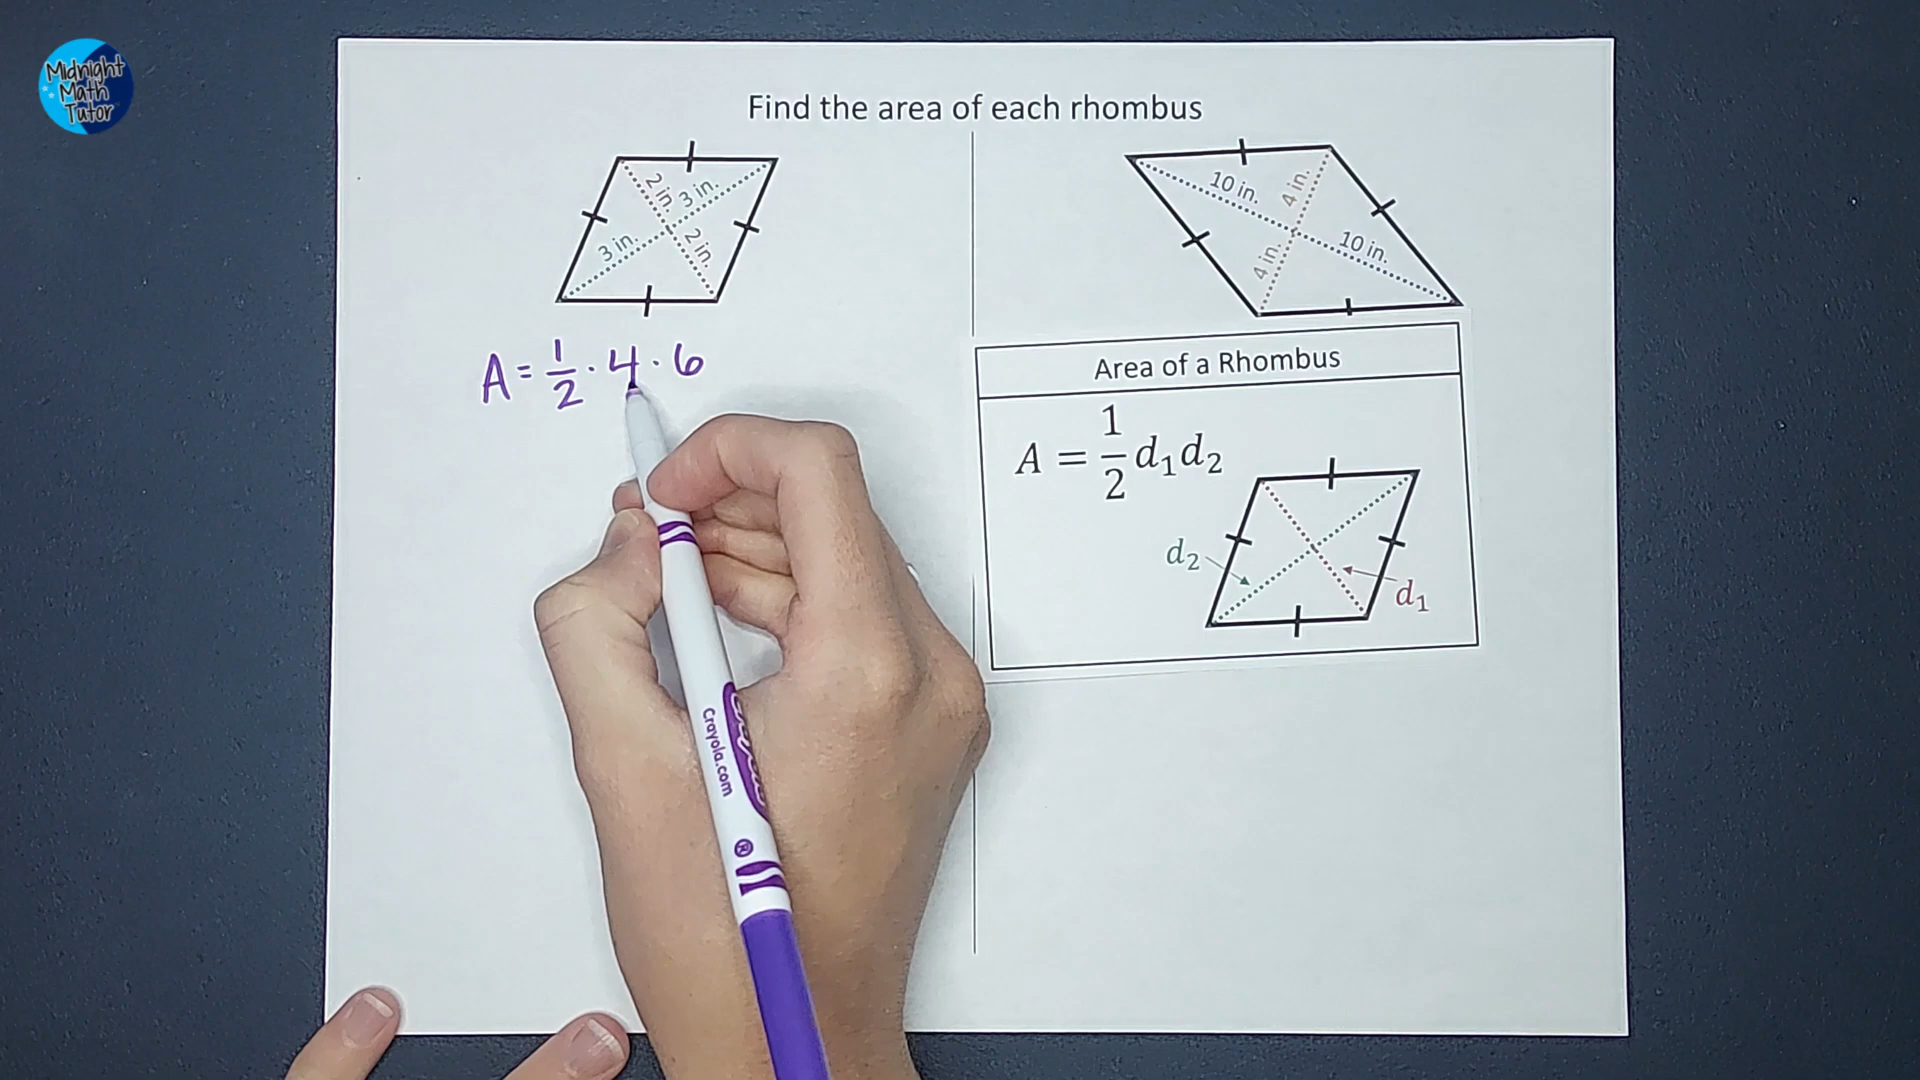 Midnight
Math
Tutor
Find the area of each rhombus
2 in.
3 in.
3 in.
2 in.
10 in.
4 in.
4 in.
10 in.
A = 1/2 · 4 · 6
Area of a Rhombus
A = 1/2 d₁d₂
d₂
d₁
Crayola.com
®